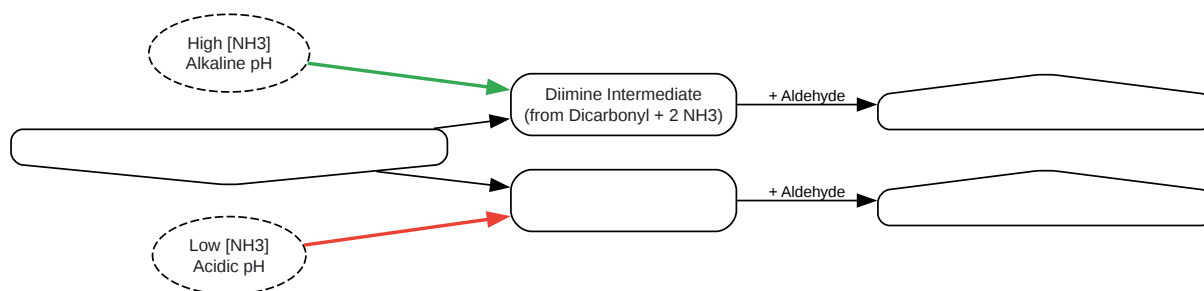 High [NH3]
Alkaline pH
Diimine Intermediate
(from Dicarbonyl + 2 NH3)
+ Aldehyde
+ Aldehyde
Low [NH3]
Acidic pH